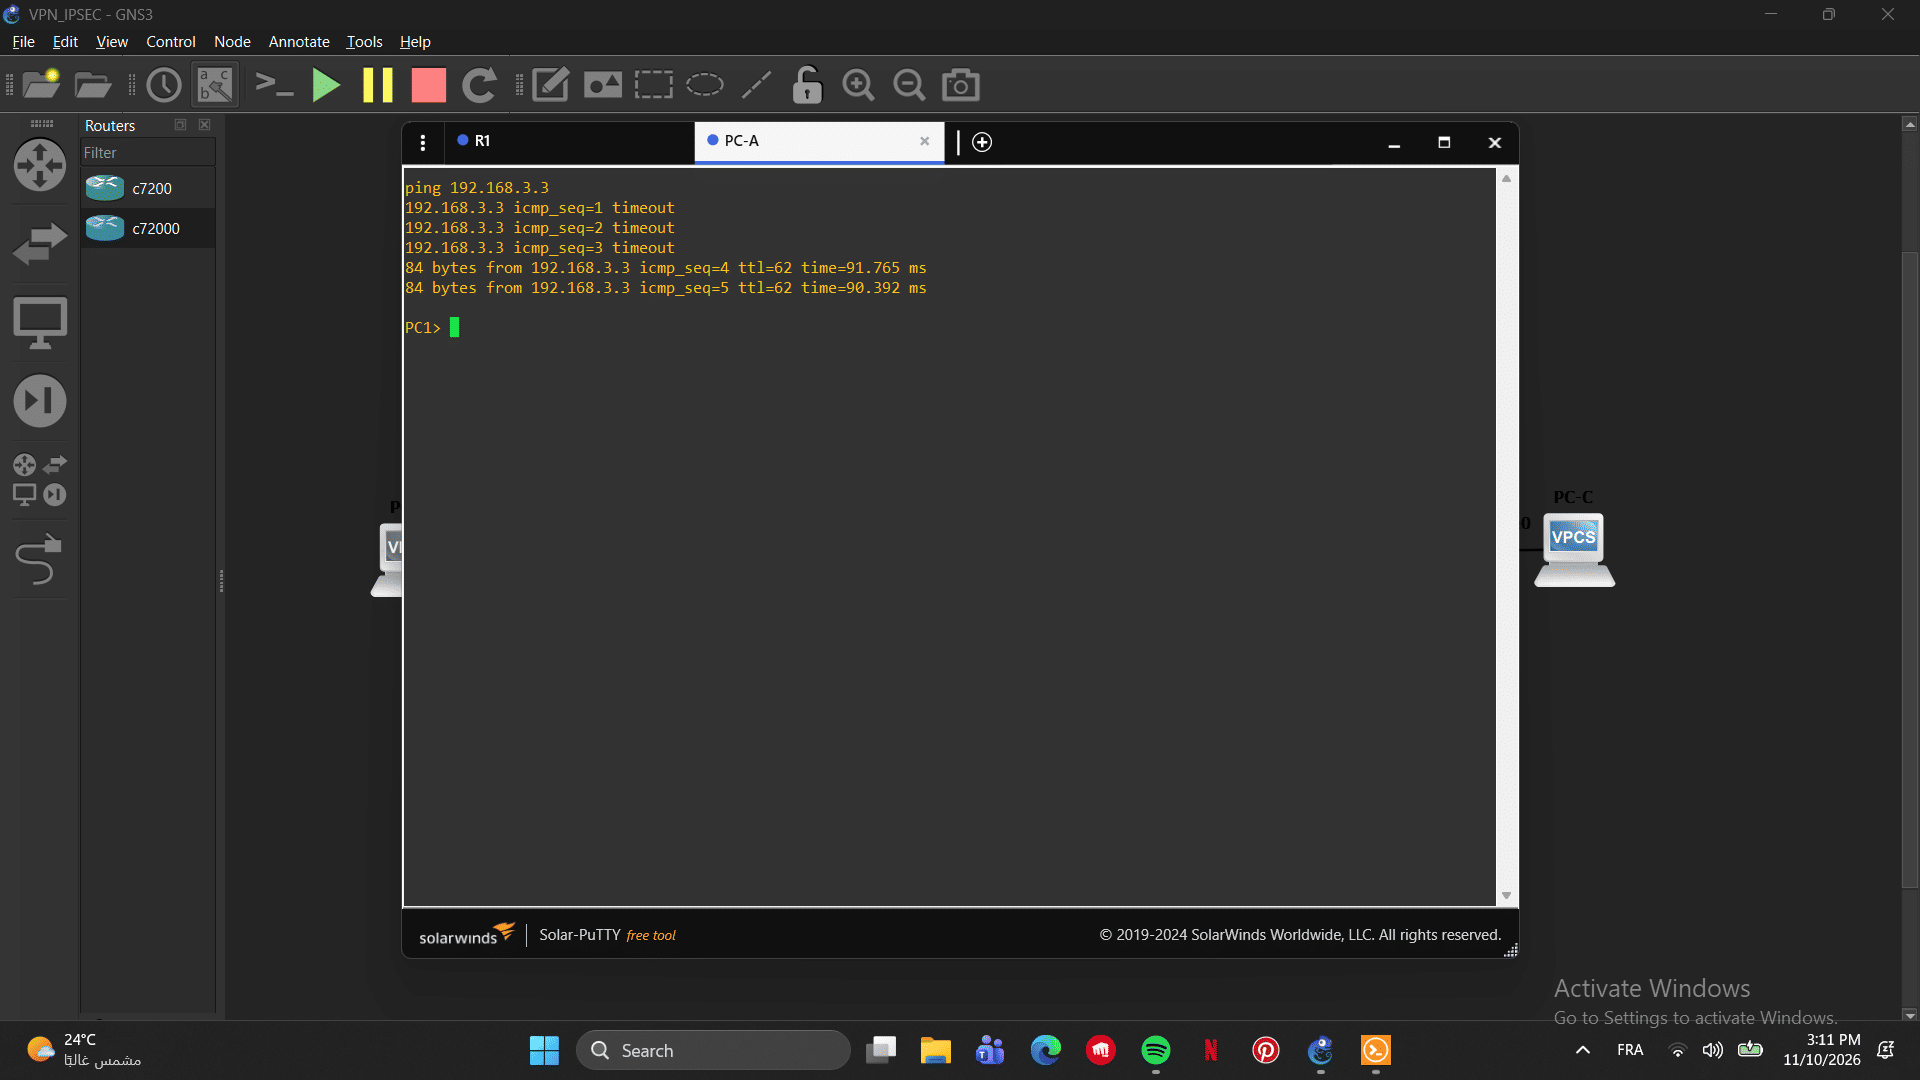 VPN_IPSEC - GNS3
File Edit View Control Node Annotate Tools Help
a c
b
Routers
Filter
c7200
c72000
R1
PC-A
ping 192.168.3.3
192.168.3.3 icmp_seq=1 timeout
192.168.3.3 icmp_seq=2 timeout
192.168.3.3 icmp_seq=3 timeout
84 bytes from 192.168.3.3 icmp_seq=4 ttl=62 time=91.765 ms
84 bytes from 192.168.3.3 icmp_seq=5 ttl=62 time=90.392 ms
PC1>
P
V
PC-C
0
VPCS
solarwinds
Solar-PuTTY free tool
© 2019-2024 SolarWinds Worldwide, LLC. All rights reserved.
Activate Windows
Go to Settings to activate Windows.
24°C
مشمس غالبًا
Search
FRA
3:11 PM
11/10/2026